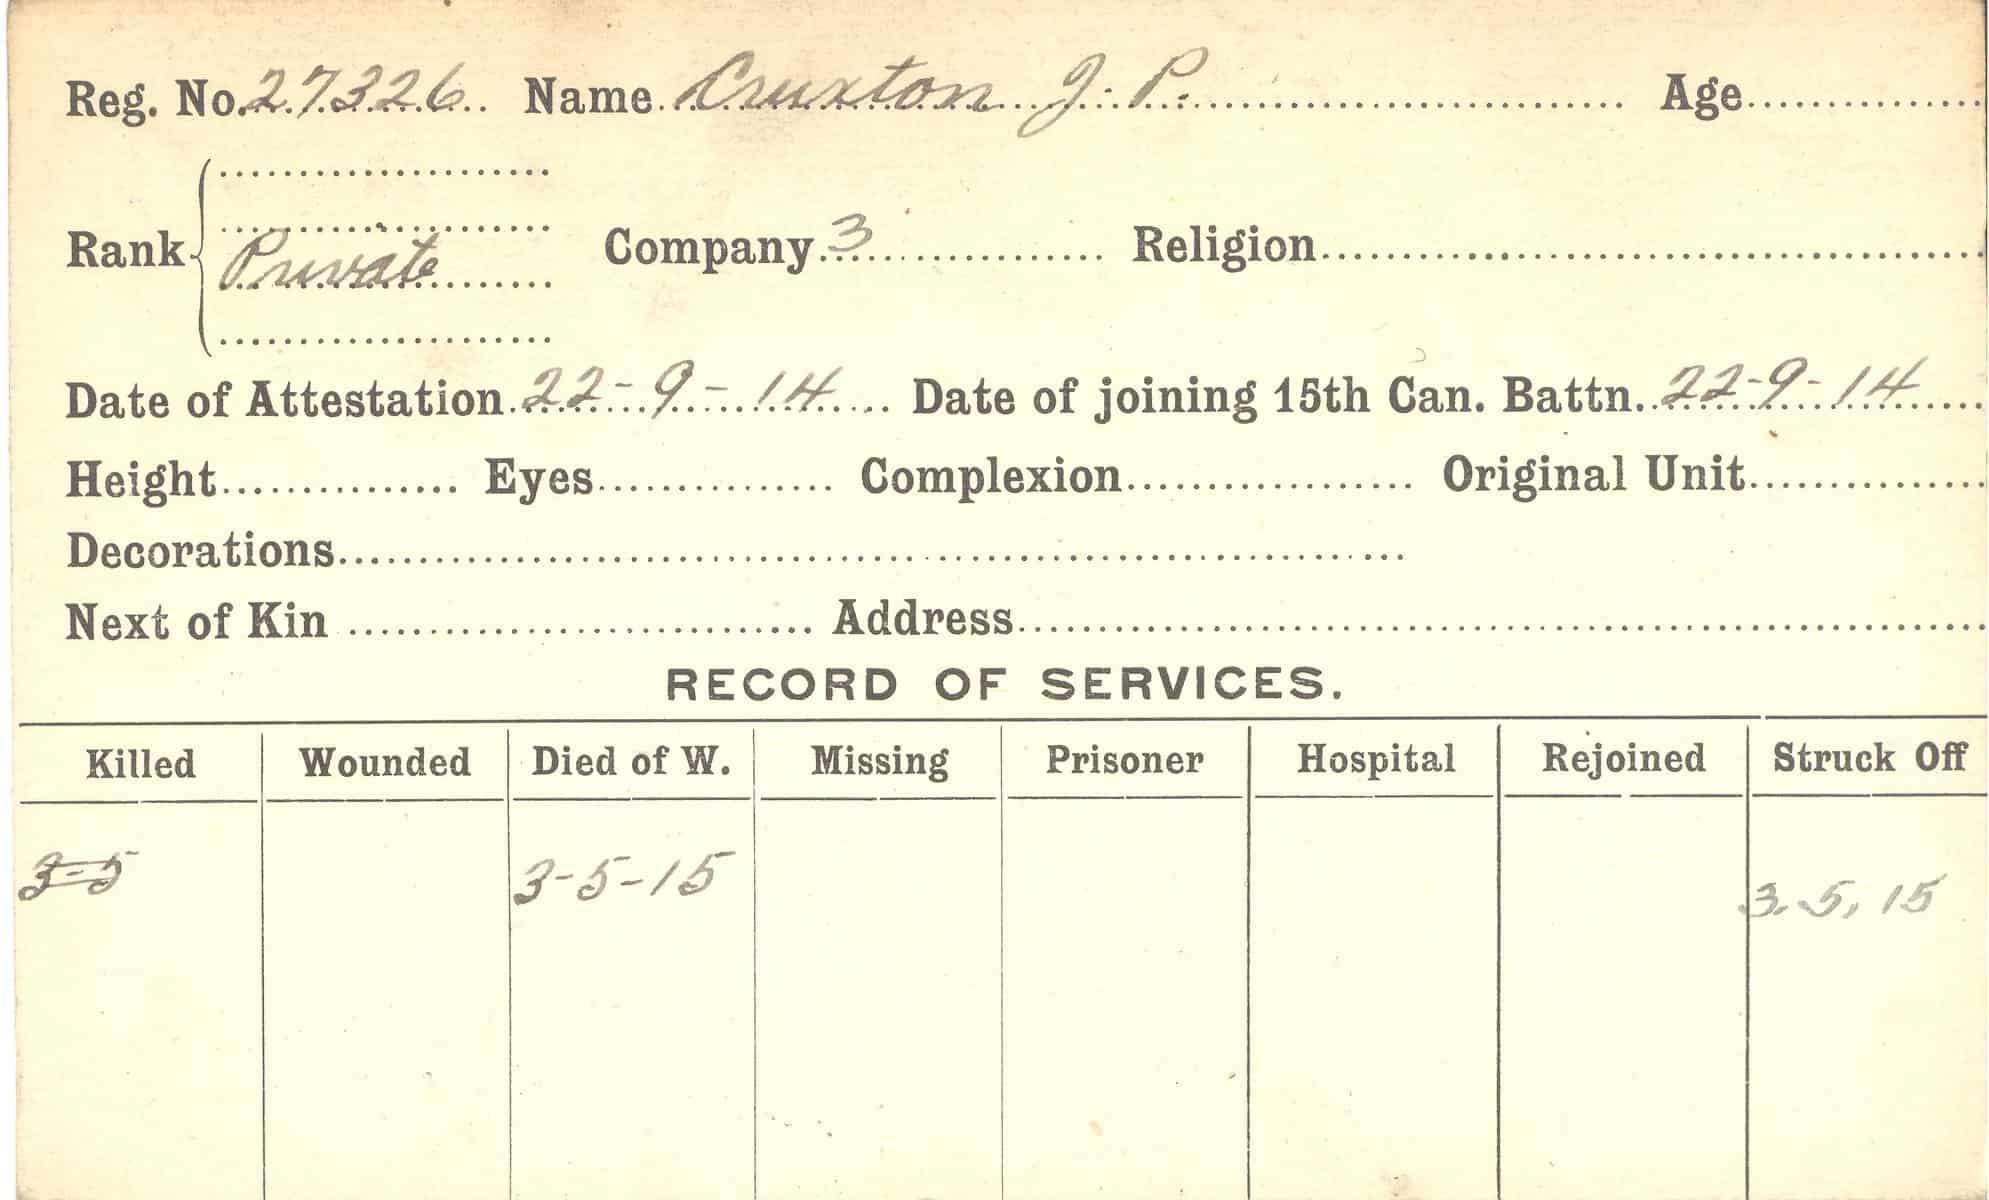 Reg. No. 27326 Name Cruxton J. P. Age
Rank Private Company 3 Religion
Date of Attestation 22-9-14 Date of joining 15th Can. Battn. 22-9-14
Height Eyes Complexion Original Unit
Decorations
Next of Kin Address
RECORD OF SERVICES.
Killed Wounded Died of W. Missing Prisoner Hospital Rejoined Struck Off
3-5 3-5-15 3.5.15